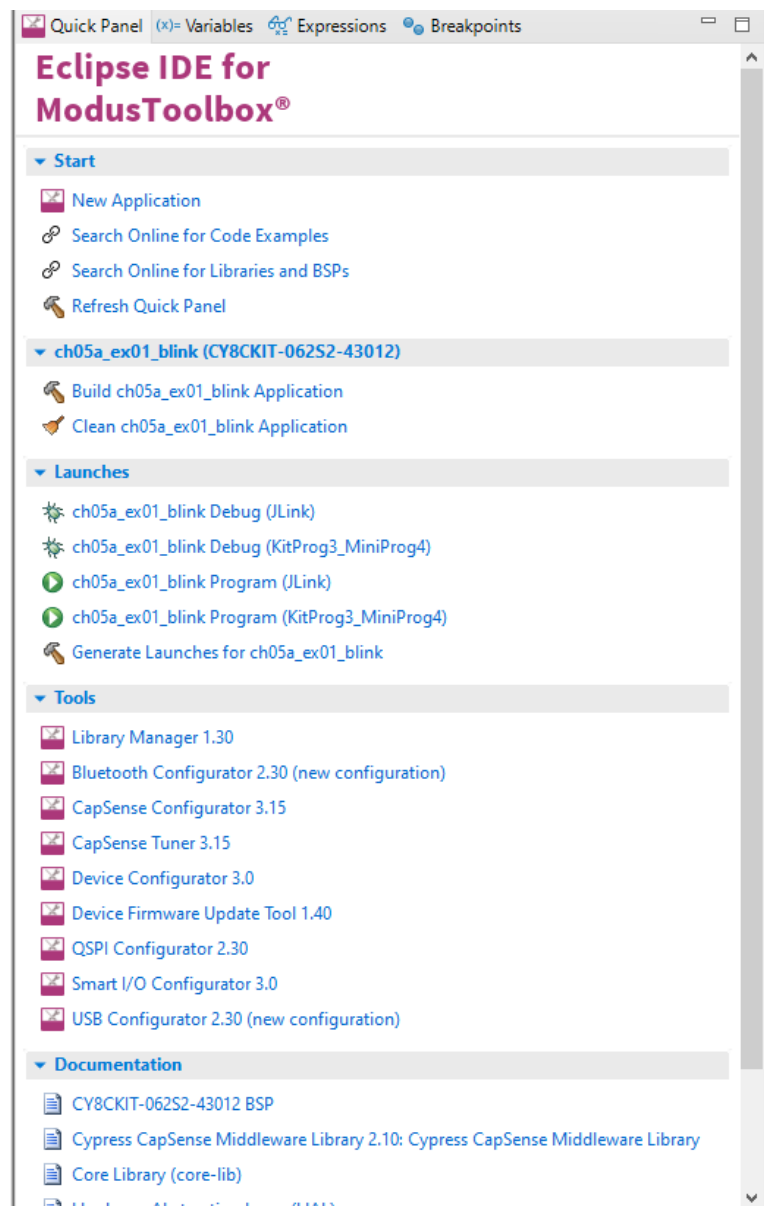 Quick Panel (x)= Variables Expressions Breakpoints
Eclipse IDE for
ModusToolbox®
Start
New Application
Search Online for Code Examples
Search Online for Libraries and BSPs
Refresh Quick Panel
ch05a_ex01_blink (CY8CKIT-062S2-43012)
Build ch05a_ex01_blink Application
Clean ch05a_ex01_blink Application
Launches
ch05a_ex01_blink Debug (JLink)
ch05a_ex01_blink Debug (KitProg3_MiniProg4)
ch05a_ex01_blink Program (JLink)
ch05a_ex01_blink Program (KitProg3_MiniProg4)
Generate Launches for ch05a_ex01_blink
Tools
Library Manager 1.30
Bluetooth Configurator 2.30 (new configuration)
CapSense Configurator 3.15
CapSense Tuner 3.15
Device Configurator 3.0
Device Firmware Update Tool 1.40
QSPI Configurator 2.30
Smart I/O Configurator 3.0
USB Configurator 2.30 (new configuration)
Documentation
CY8CKIT-062S2-43012 BSP
Cypress CapSense Middleware Library 2.10: Cypress CapSense Middleware Library
Core Library (core-lib)